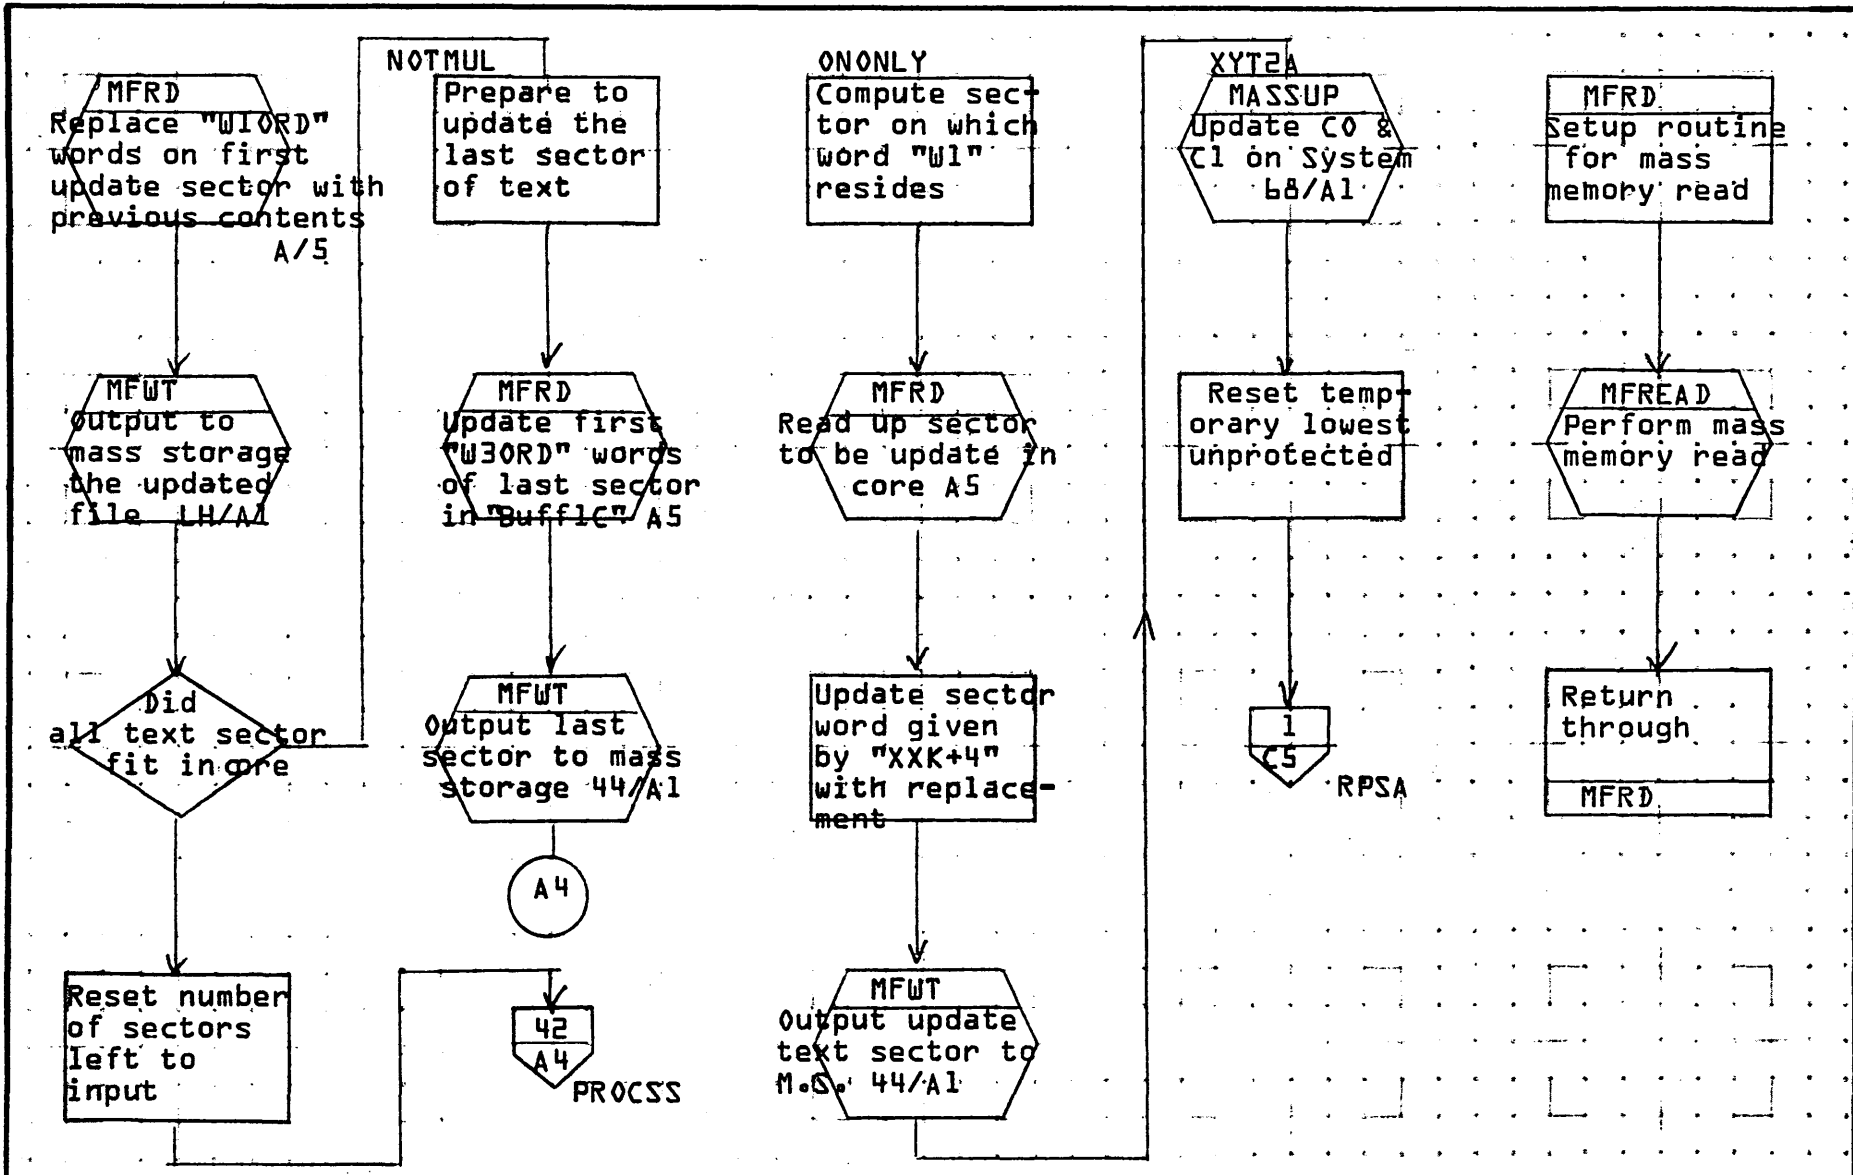 MFRD
Replace "W1ORD"
words on first
update sector with
previous contents
A/5
MFWT
Output to
mass storage
the updated
file LH/A1
Did
all text sector
fit in core
Reset number
of sectors
left to
input
NOTMUL
Prepare to
update the
last sector
of text
MFRD
Update first
"W3ORD" words
of last sector
in "Buff1C" A5
MFWT
Output last
sector to mass
storage 44/A1
A4
42
A4
PROCSS
ONONLY
Compute sec-
tor on which
word "W1"
resides
MFRD
Read up sector
to be update in
core A5
Update sector
word given
by "XXK+4"
with replace-
ment
MFWT
Output update
text sector to
M.S. 44/A1
XYT2A
MASSUP
Update C0 &
C1 on System
68/A1
Reset temp-
orary lowest
unprotected
1
C5
RPSA
MFRD
Setup routine
for mass
memory read
MFREAD
Perform mass
memory read
Return
through
MFRD